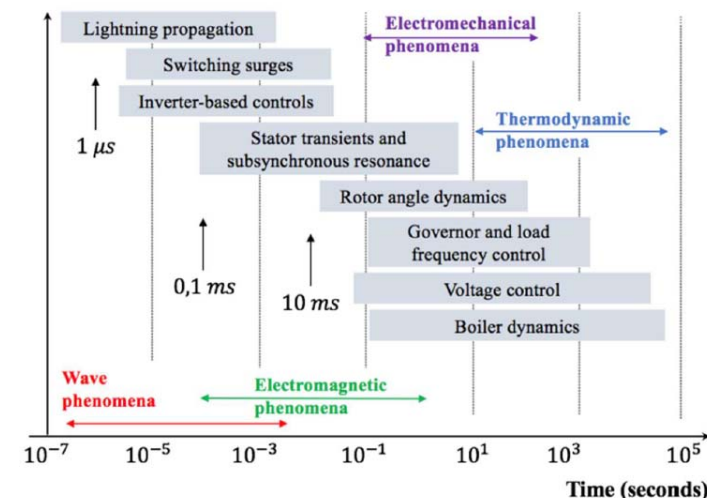 Lightning propagation
Switching surges
Inverter-based controls
Stator transients and
subsynchronous resonance
Rotor angle dynamics
Governor and load
frequency control
Voltage control
Boiler dynamics
Electromechanical
phenomena
Thermodynamic
phenomena
1 μs
0,1 ms
10 ms
Wave
phenomena
Electromagnetic
phenomena
10⁻⁷ 10⁻⁵ 10⁻³ 10⁻¹ 10¹ 10³ 10⁵
Time (seconds)